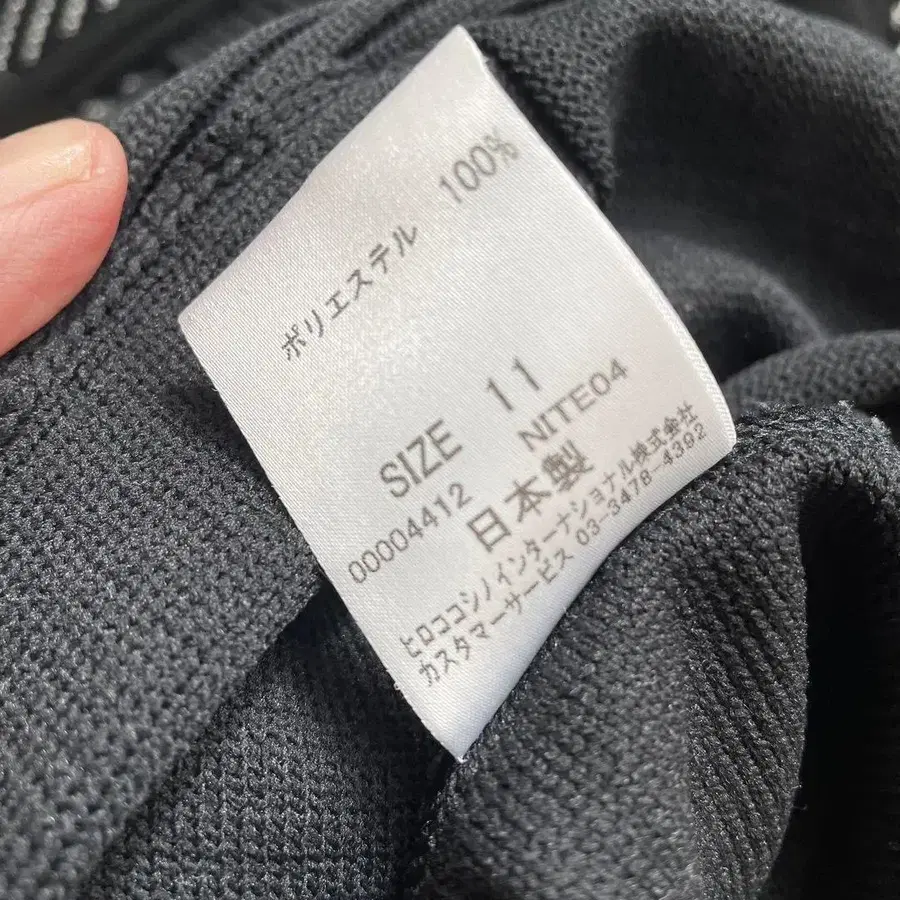 ポリエステル 100%
SIZE 11
00004412 NITE04
日本製
ヒロココシノインターナショナル株式会社
カスタマーサービス 03-3478-4392